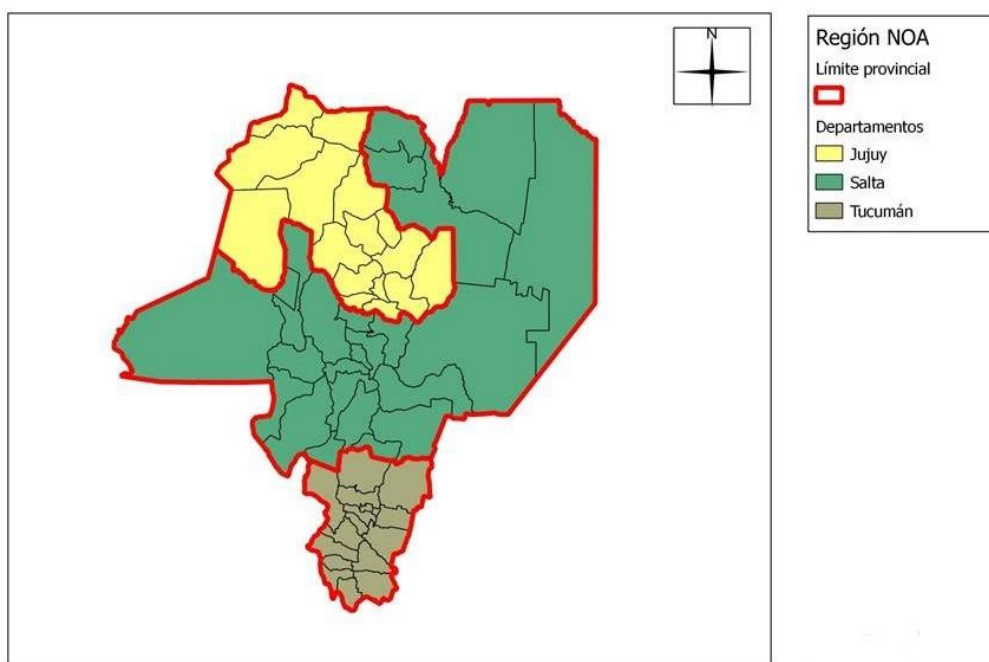 N
Región NOA
Límite provincial
Departamentos
Jujuy
Salta
Tucumán